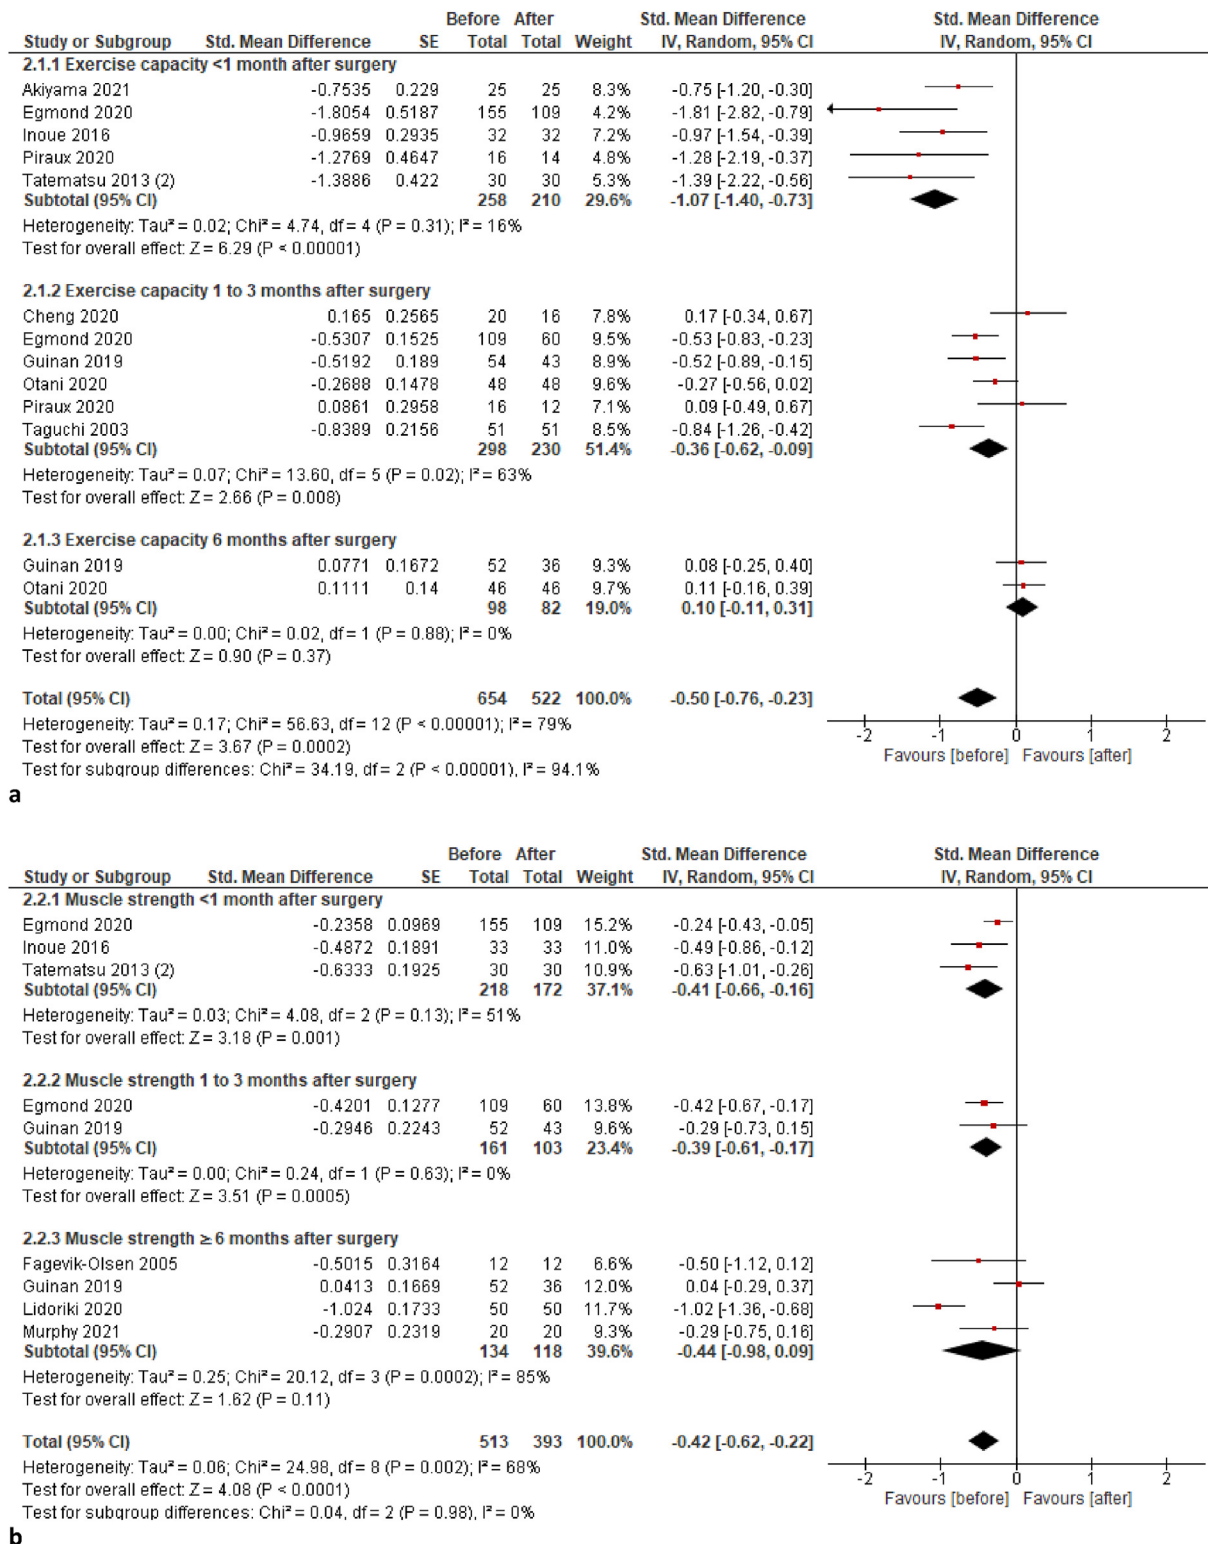 Before After Std. Mean Difference Std. Mean Difference
Study or Subgroup Std. Mean Difference SE Total Total Weight IV, Random, 95% CI IV, Random, 95% CI
2.1.1 Exercise capacity <1 month after surgery
Akiyama 2021 -0.7535 0.229 25 25 8.3% -0.75 [-1.20, -0.30]
Egmond 2020 -1.8054 0.5187 155 109 4.2% -1.81 [-2.82, -0.79]
Inoue 2016 -0.9659 0.2935 32 32 7.2% -0.97 [-1.54, -0.39]
Piraux 2020 -1.2769 0.4647 16 14 4.8% -1.28 [-2.19, -0.37]
Tatematsu 2013 (2) -1.3886 0.422 30 30 5.3% -1.39 [-2.22, -0.56]
Subtotal (95% CI) 258 210 29.6% -1.07 [-1.40, -0.73]
Heterogeneity: Tau² = 0.02; Chi² = 4.74, df = 4 (P = 0.31); I² = 16%
Test for overall effect: Z = 6.29 (P < 0.00001)
2.1.2 Exercise capacity 1 to 3 months after surgery
Cheng 2020 0.165 0.2565 20 16 7.8% 0.17 [-0.34, 0.67]
Egmond 2020 -0.5307 0.1525 109 60 9.5% -0.53 [-0.83, -0.23]
Guinan 2019 -0.5192 0.189 54 43 8.9% -0.52 [-0.89, -0.15]
Otani 2020 -0.2688 0.1478 48 48 9.6% -0.27 [-0.56, 0.02]
Piraux 2020 0.0861 0.2958 16 12 7.1% 0.09 [-0.49, 0.67]
Taguchi 2003 -0.8389 0.2156 51 51 8.5% -0.84 [-1.26, -0.42]
Subtotal (95% CI) 298 230 51.4% -0.36 [-0.62, -0.09]
Heterogeneity: Tau² = 0.07; Chi² = 13.60, df = 5 (P = 0.02); I² = 63%
Test for overall effect: Z = 2.66 (P = 0.008)
2.1.3 Exercise capacity 6 months after surgery
Guinan 2019 0.0771 0.1672 52 36 9.3% 0.08 [-0.25, 0.40]
Otani 2020 0.1111 0.14 46 46 9.7% 0.11 [-0.16, 0.39]
Subtotal (95% CI) 98 82 19.0% 0.10 [-0.11, 0.31]
Heterogeneity: Tau² = 0.00; Chi² = 0.02, df = 1 (P = 0.88); I² = 0%
Test for overall effect: Z = 0.90 (P = 0.37)
Total (95% CI) 654 522 100.0% -0.50 [-0.76, -0.23]
Heterogeneity: Tau² = 0.17; Chi² = 56.63, df = 12 (P < 0.00001); I² = 79%
Test for overall effect: Z = 3.67 (P = 0.0002)
Test for subgroup differences: Chi² = 34.19, df = 2 (P < 0.00001), I² = 94.1%
-2 -1 0 1 2
Favours [before] Favours [after]
a
Before After Std. Mean Difference Std. Mean Difference
Study or Subgroup Std. Mean Difference SE Total Total Weight IV, Random, 95% CI IV, Random, 95% CI
2.2.1 Muscle strength <1 month after surgery
Egmond 2020 -0.2358 0.0969 155 109 15.2% -0.24 [-0.43, -0.05]
Inoue 2016 -0.4872 0.1891 33 33 11.0% -0.49 [-0.86, -0.12]
Tatematsu 2013 (2) -0.6333 0.1925 30 30 10.9% -0.63 [-1.01, -0.26]
Subtotal (95% CI) 218 172 37.1% -0.41 [-0.66, -0.16]
Heterogeneity: Tau² = 0.03; Chi² = 4.08, df = 2 (P = 0.13); I² = 51%
Test for overall effect: Z = 3.18 (P = 0.001)
2.2.2 Muscle strength 1 to 3 months after surgery
Egmond 2020 -0.4201 0.1277 109 60 13.8% -0.42 [-0.67, -0.17]
Guinan 2019 -0.2946 0.2243 52 43 9.6% -0.29 [-0.73, 0.15]
Subtotal (95% CI) 161 103 23.4% -0.39 [-0.61, -0.17]
Heterogeneity: Tau² = 0.00; Chi² = 0.24, df = 1 (P = 0.63); I² = 0%
Test for overall effect: Z = 3.51 (P = 0.0005)
2.2.3 Muscle strength ≥ 6 months after surgery
Fagevik-Olsen 2005 -0.5015 0.3164 12 12 6.6% -0.50 [-1.12, 0.12]
Guinan 2019 0.0413 0.1669 52 36 12.0% 0.04 [-0.29, 0.37]
Lidoriki 2020 -1.024 0.1733 50 50 11.7% -1.02 [-1.36, -0.68]
Murphy 2021 -0.2907 0.2319 20 20 9.3% -0.29 [-0.75, 0.16]
Subtotal (95% CI) 134 118 39.6% -0.44 [-0.98, 0.09]
Heterogeneity: Tau² = 0.25; Chi² = 20.12, df = 3 (P = 0.0002); I² = 85%
Test for overall effect: Z = 1.62 (P = 0.11)
Total (95% CI) 513 393 100.0% -0.42 [-0.62, -0.22]
Heterogeneity: Tau² = 0.06; Chi² = 24.98, df = 8 (P = 0.002); I² = 68%
Test for overall effect: Z = 4.08 (P < 0.0001)
Test for subgroup differences: Chi² = 0.04, df = 2 (P = 0.98), I² = 0%
-2 -1 0 1 2
Favours [before] Favours [after]
b